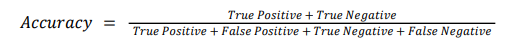 Accuracy = True Positive + True Negative / True Positive + False Positive + True Negative + False Negative